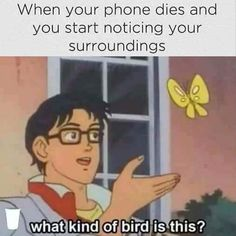 When your phone dies and
you start noticing your
surroundings
what kind of bird is this?